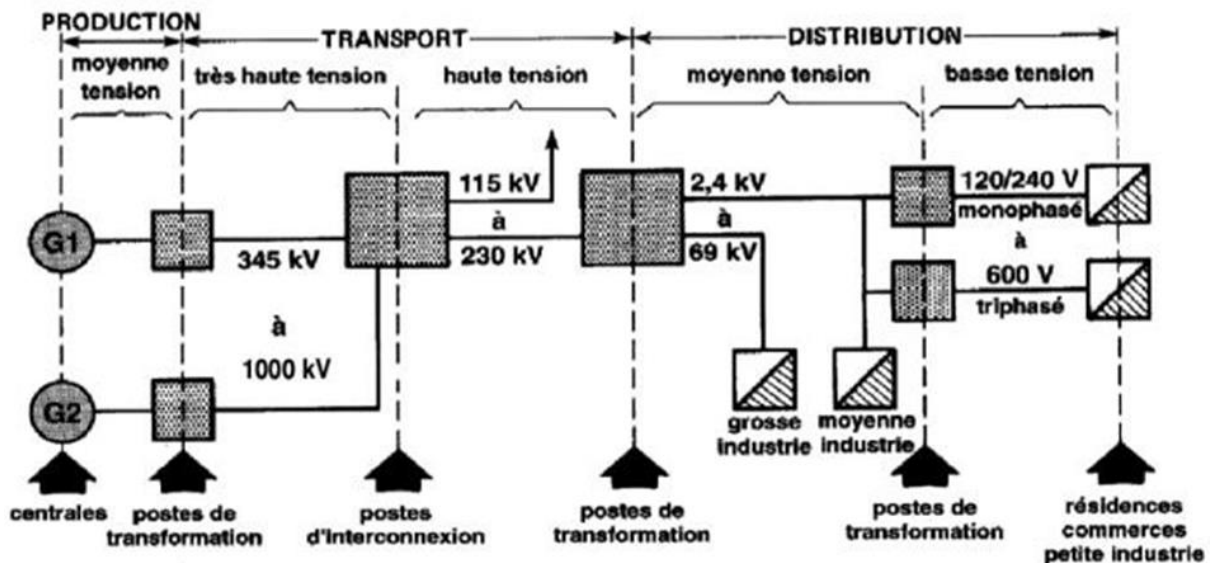 PRODUCTION
TRANSPORT
DISTRIBUTION
moyenne
tension
très haute tension
haute tension
moyenne tension
basse tension
115 kV
à
230 kV
2,4 kV
à
69 kV
120/240 V
monophasé
à
600 V
triphasé
G1
345 kV
à
1000 kV
G2
grosse
industrie
moyenne
industrie
centrales
postes de
transformation
postes
d'interconnexion
postes de
transformation
postes de
transformation
résidences
commerces
petite industrie